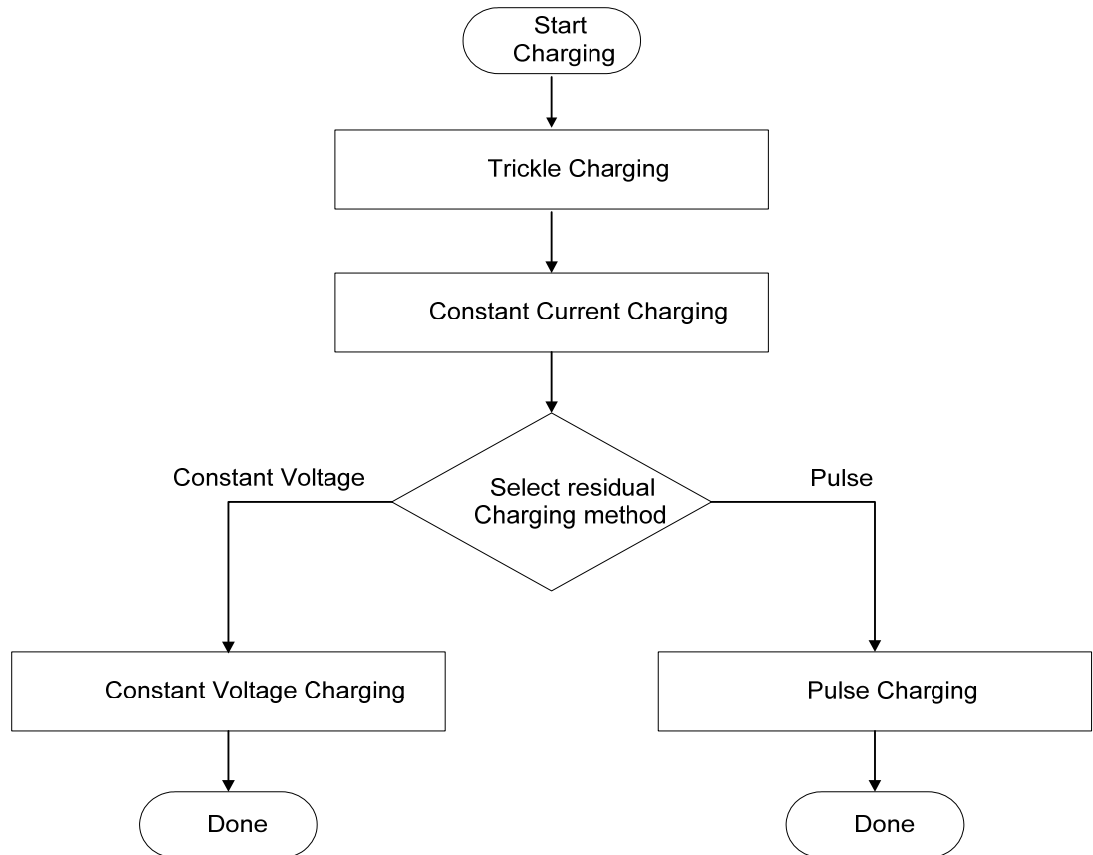 Start
Charging
Trickle Charging
Constant Current Charging
Constant Voltage
Pulse
Select residual
Charging method
Constant Voltage Charging
Pulse Charging
Done
Done